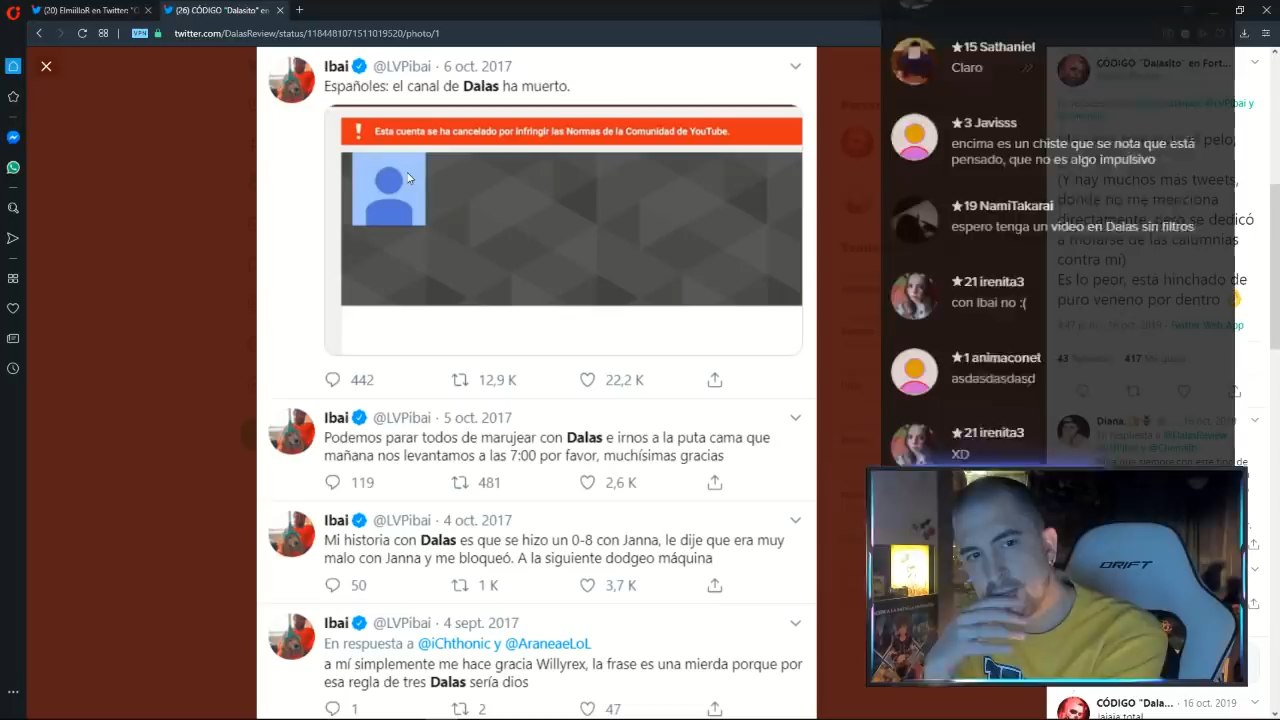 (20) ElmilloR en Twitter: "C
(26) CÓDIGO "Dalasito" en
VPN
twitter.com/DalasReview/status/1184481071511019520/photo/1
Ibai @LVPibai · 6 oct. 2017
Españoles: el canal de Dalas ha muerto.
Esta cuenta se ha cancelado por infringir las Normas de la Comunidad de YouTube.
442 12,9 K 22,2 K
Ibai @LVPibai · 5 oct. 2017
Podemos parar todos de marujear con Dalas e irnos a la puta cama que
mañana nos levantamos a las 7:00 por favor, muchísimas gracias
119 481 2,6 K
Ibai @LVPibai · 4 oct. 2017
Mi historia con Dalas es que se hizo un 0-8 con Janna, le dije que era muy
malo con Janna y me bloqueó. A la siguiente dodgeo máquina
50 1 K 3,7 K
Ibai @LVPibai · 4 sept. 2017
En respuesta a @iChthonic y @AraneaeLoL
a mí simplemente me hace gracia Willyrex, la frase es una mierda porque por
esa regla de tres Dalas sería dios
1 2 47
★15 Sathaniel
Claro
★3 Javisss
encima es un chiste que se nota que está
pensado, que no es algo impulsivo
★19 NamiTakarai
espero tenga un video en Dalas sin filtros
★21 irenita3
con Ibai no :(
★1 animaconet
asdasdasdasd
★21 irenita3
XD
CÓDIGO "Dalasito" en Fort...
pelo,
(Y hay muchos mas tweets,
donde no me menciona
directamente, pero se dedicó
a mofarse de las calumnias
contra mi)
Es lo peor, esta hinchado de
puro veneno por dentro
Twitter Web App
417
Diana...
DRIFT
CÓDIGO "Dala... · 16 oct. 2019
jajaja total